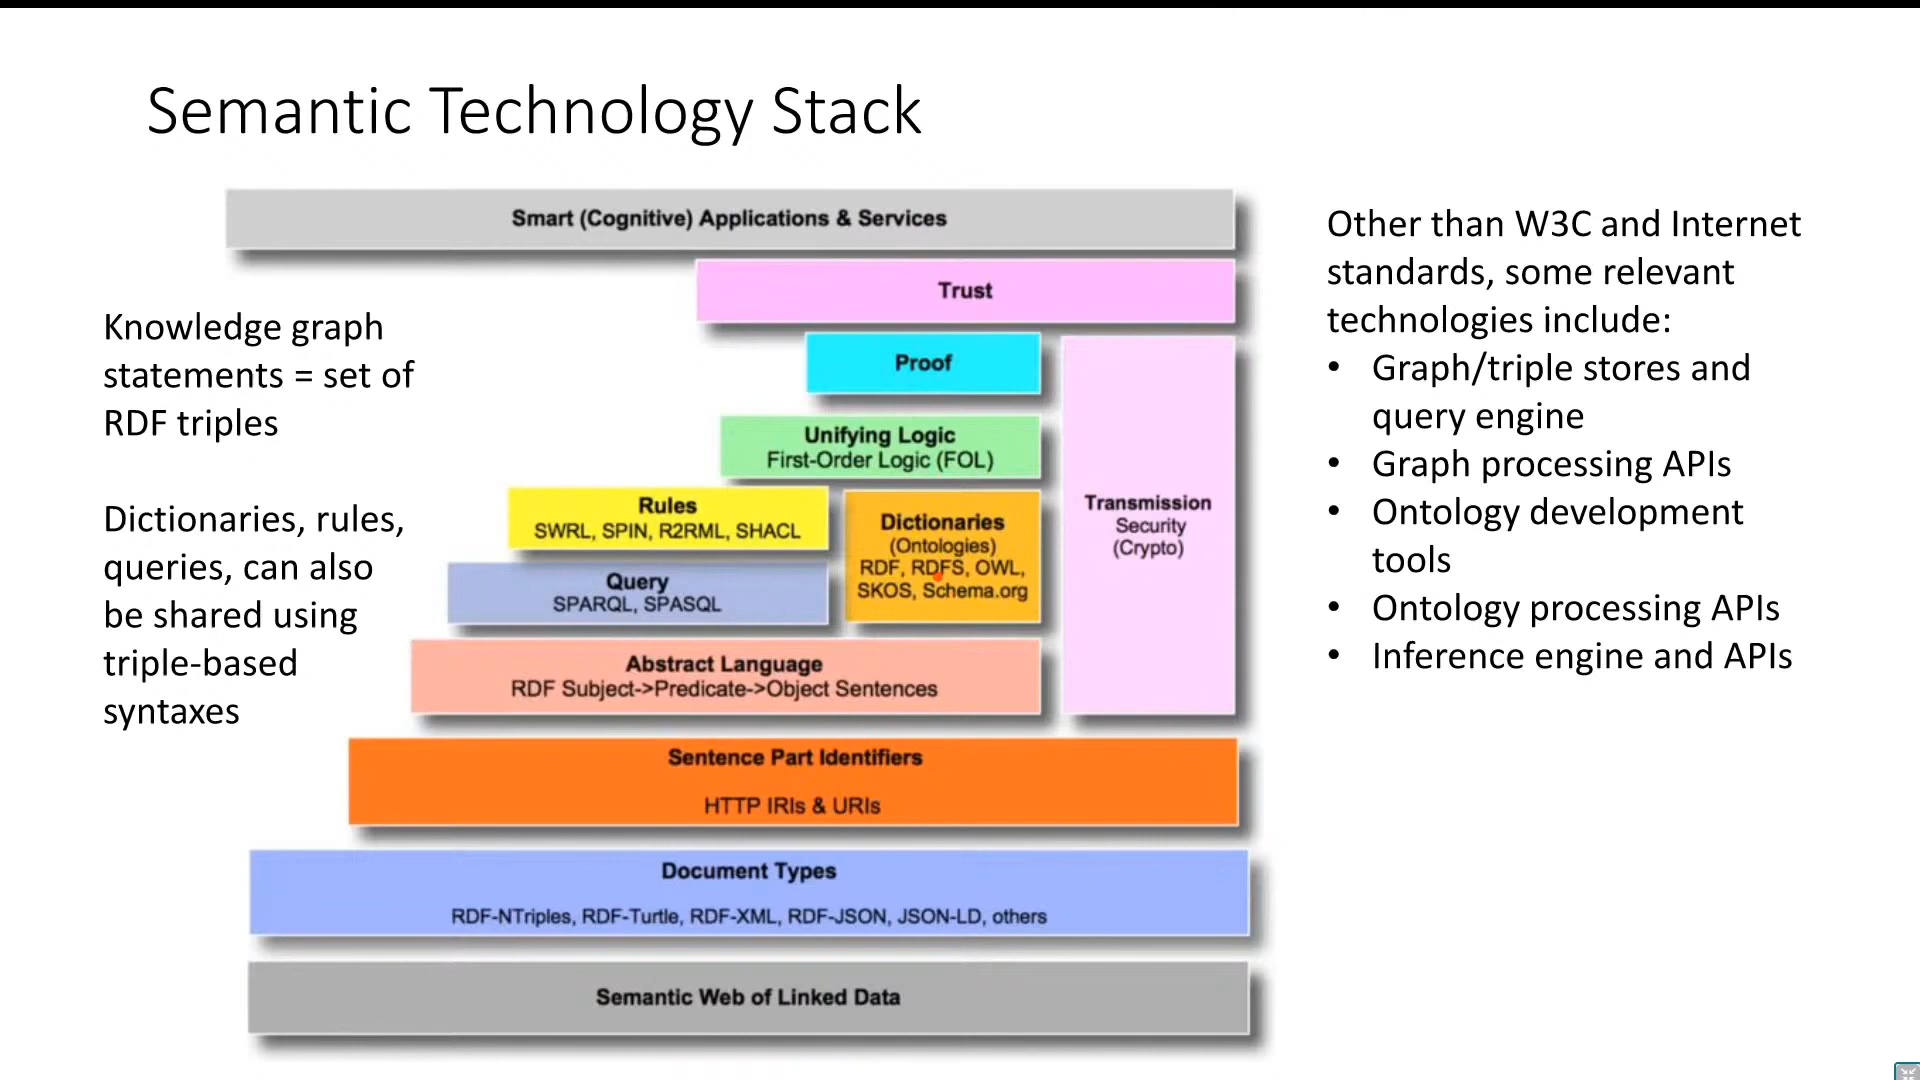 Semantic Technology Stack
Smart (Cognitive) Applications & Services
Trust
Proof
Unifying Logic
First-Order Logic (FOL)
Rules
SWRL, SPIN, R2RML, SHACL
Query
SPARQL, SPASQL
Dictionaries
(Ontologies)
RDF, RDFS, OWL,
SKOS, Schema.org
Transmission
Security
(Crypto)
Abstract Language
RDF Subject->Predicate->Object Sentences
Sentence Part Identifiers
HTTP IRIs & URIs
Document Types
RDF-NTriples, RDF-Turtle, RDF-XML, RDF-JSON, JSON-LD, others
Semantic Web of Linked Data
Knowledge graph
statements = set of
RDF triples
Dictionaries, rules,
queries, can also
be shared using
triple-based
syntaxes
Other than W3C and Internet
standards, some relevant
technologies include:
• Graph/triple stores and
query engine
• Graph processing APIs
• Ontology development
tools
• Ontology processing APIs
• Inference engine and APIs